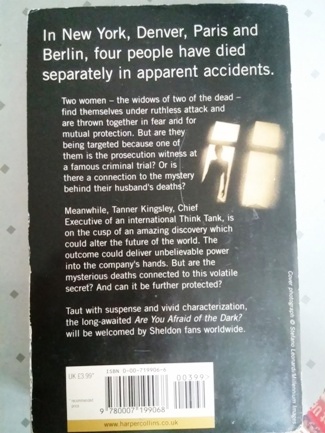 In New York, Denver, Paris and
Berlin, four people have died
separately in apparent accidents.
Two women – the widows of two of the dead –
find themselves under ruthless attack and
are thrown together in fear and for
mutual protection. But are they
being targeted because one of
them is the prosecution witness at
a famous criminal trial? Or is
there a connection to the mystery
behind their husband's deaths?
Meanwhile, Tanner Kingsley, Chief
Executive of an international Think Tank, is
on the cusp of an amazing discovery which
could alter the future of the world. The
outcome could deliver unbelievable power
into the company's hands. But are the
mysterious deaths connected to this volatile
secret? And can it be further protected?
Taut with suspense and vivid characterization,
the long-awaited Are You Afraid of the Dark?
will be welcomed by Sheldon fans worldwide.
Cover photograph ©
ISBN 0-00-719906-6
UK £3.99
00399>
9 780007 199068
www.harpercollins.co.uk